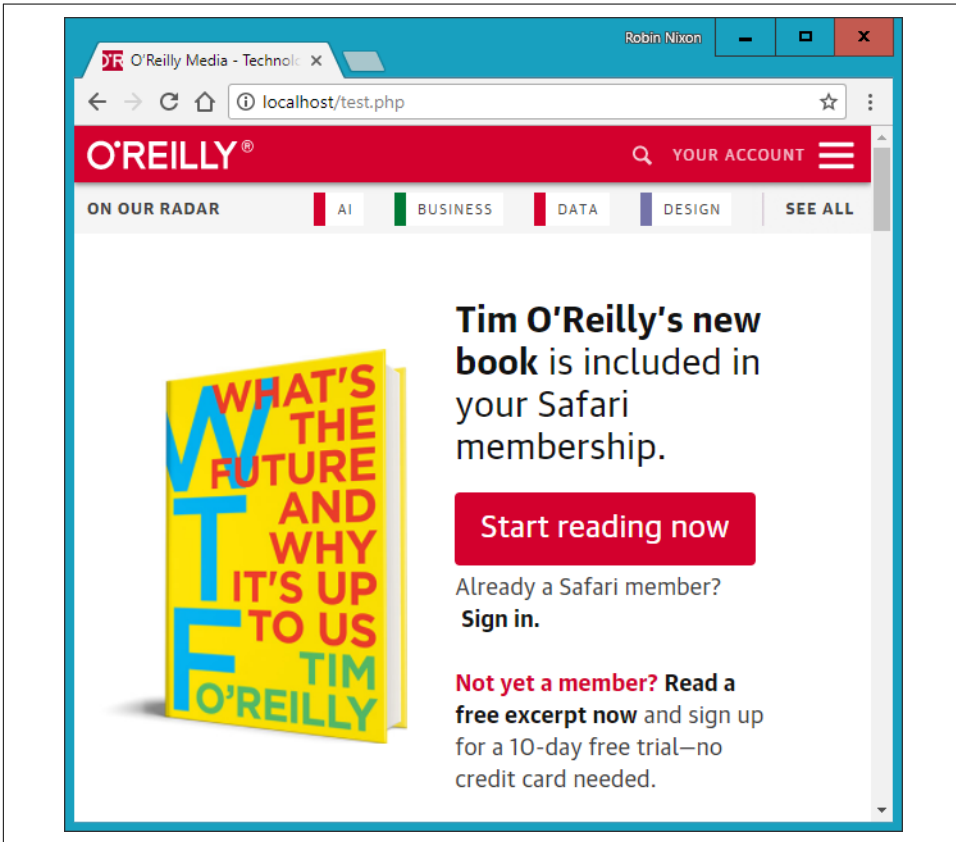 Robin Nixon
O'R O'Reilly Media - Technolo
localhost/test.php
O'REILLY®
YOUR ACCOUNT
ON OUR RADAR AI BUSINESS DATA DESIGN SEE ALL
WTF
WHAT'S
THE
FUTURE
AND
WHY
IT'S UP
TO US
TIM
O'REILLY
Tim O'Reilly's new
book is included in
your Safari
membership.
Start reading now
Already a Safari member?
Sign in.
Not yet a member? Read a
free excerpt now and sign up
for a 10-day free trial—no
credit card needed.